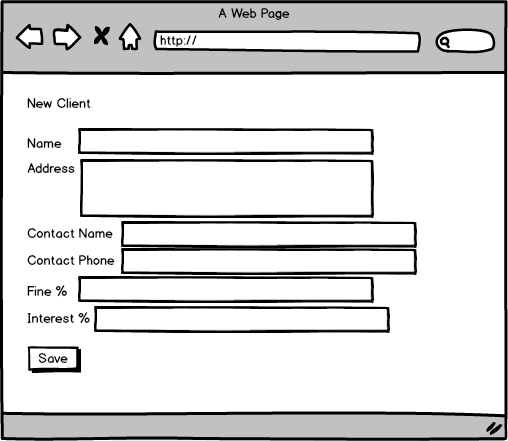 A Web Page
http://
New Client
Name
Address
Contact Name
Contact Phone
Fine %
Interest %
Save